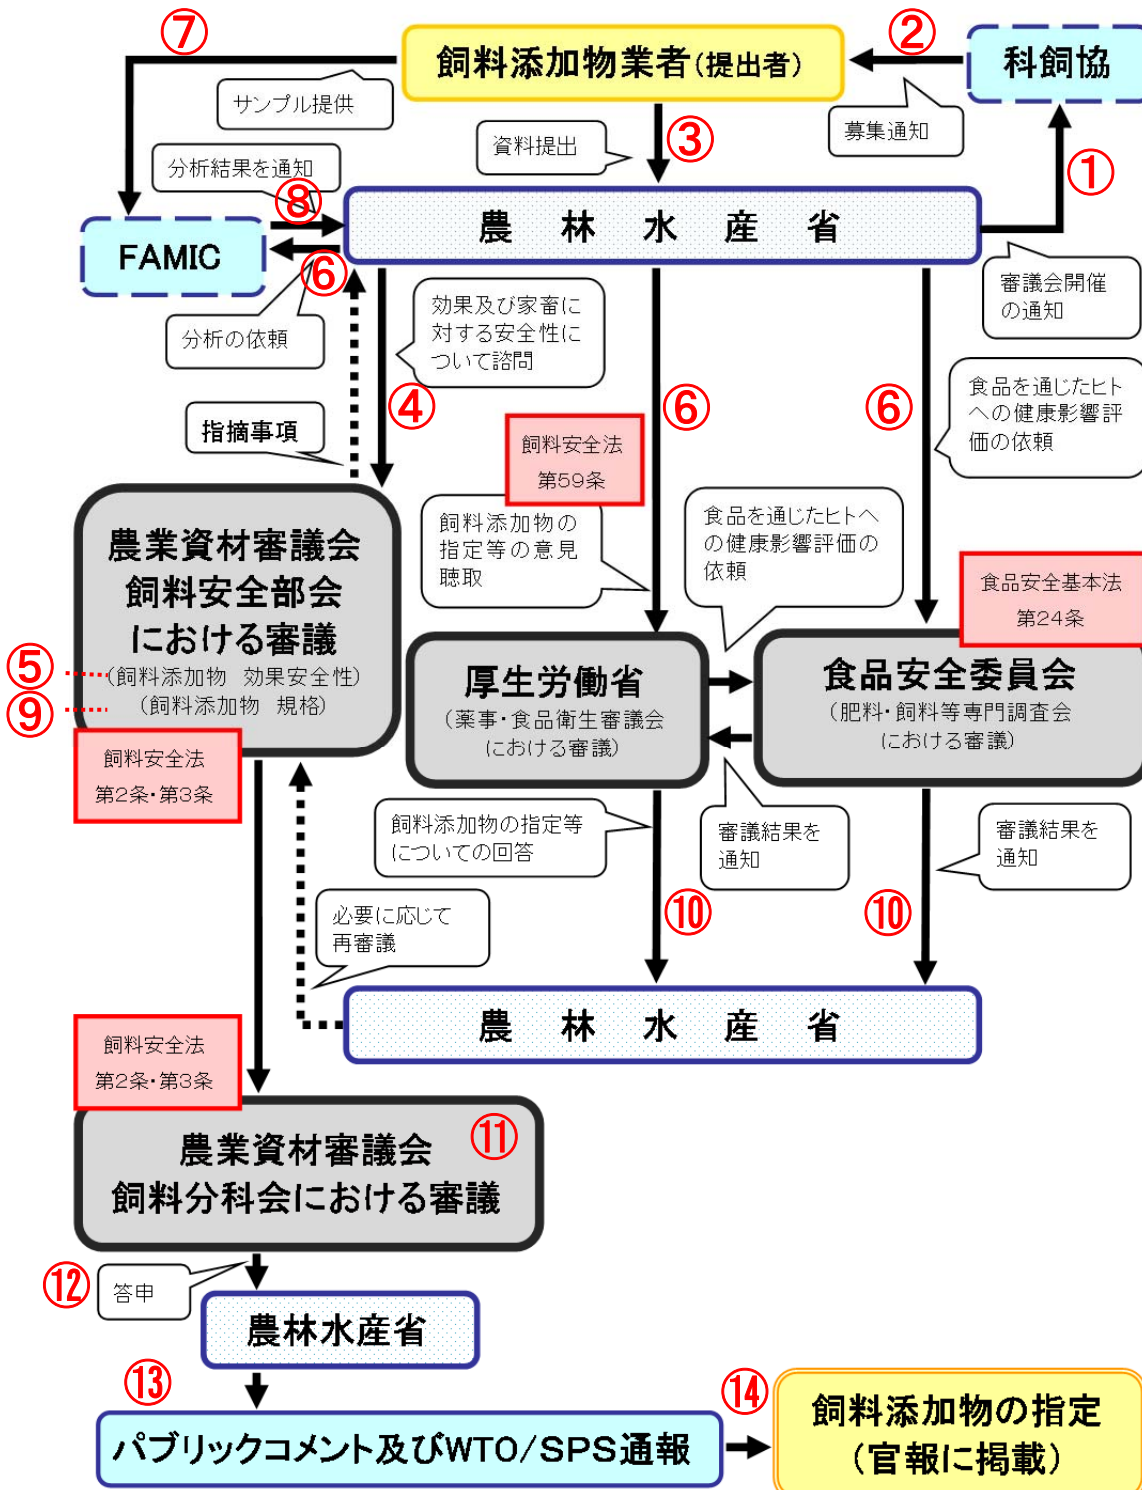 ⑦
飼料添加物業者(提出者)
②
科飼協
サンプル提供
資料提出
③
募集通知
①
分析結果を通知
⑧
農林水産省
FAMIC
⑥
分析の依頼
効果及び家畜に
対する安全性に
ついて諮問
審議会開催
の通知
指摘事項
④
⑥
⑥
食品を通じたヒト
への健康影響評
価の依頼
飼料安全法
第59条
飼料添加物の
指定等の意見
聴取
食品を通じたヒトへ
の健康影響評価の
依頼
食品安全基本法
第24条
農業資材審議会
飼料安全部会
における審議
⑤
(飼料添加物 効果安全性)
⑨
(飼料添加物 規格)
飼料安全法
第2条・第3条
厚生労働省
(薬事・食品衛生審議会
における審議)
食品安全委員会
(肥料・飼料等専門調査会
における審議)
飼料添加物の指定等
についての回答
審議結果を
通知
審議結果を
通知
⑩
⑩
必要に応じて
再審議
農林水産省
飼料安全法
第2条・第3条
⑪
農業資材審議会
飼料分科会における審議
⑫
答申
農林水産省
⑬
パブリックコメント及びWTO/SPS通報
⑭
飼料添加物の指定
(官報に掲載)